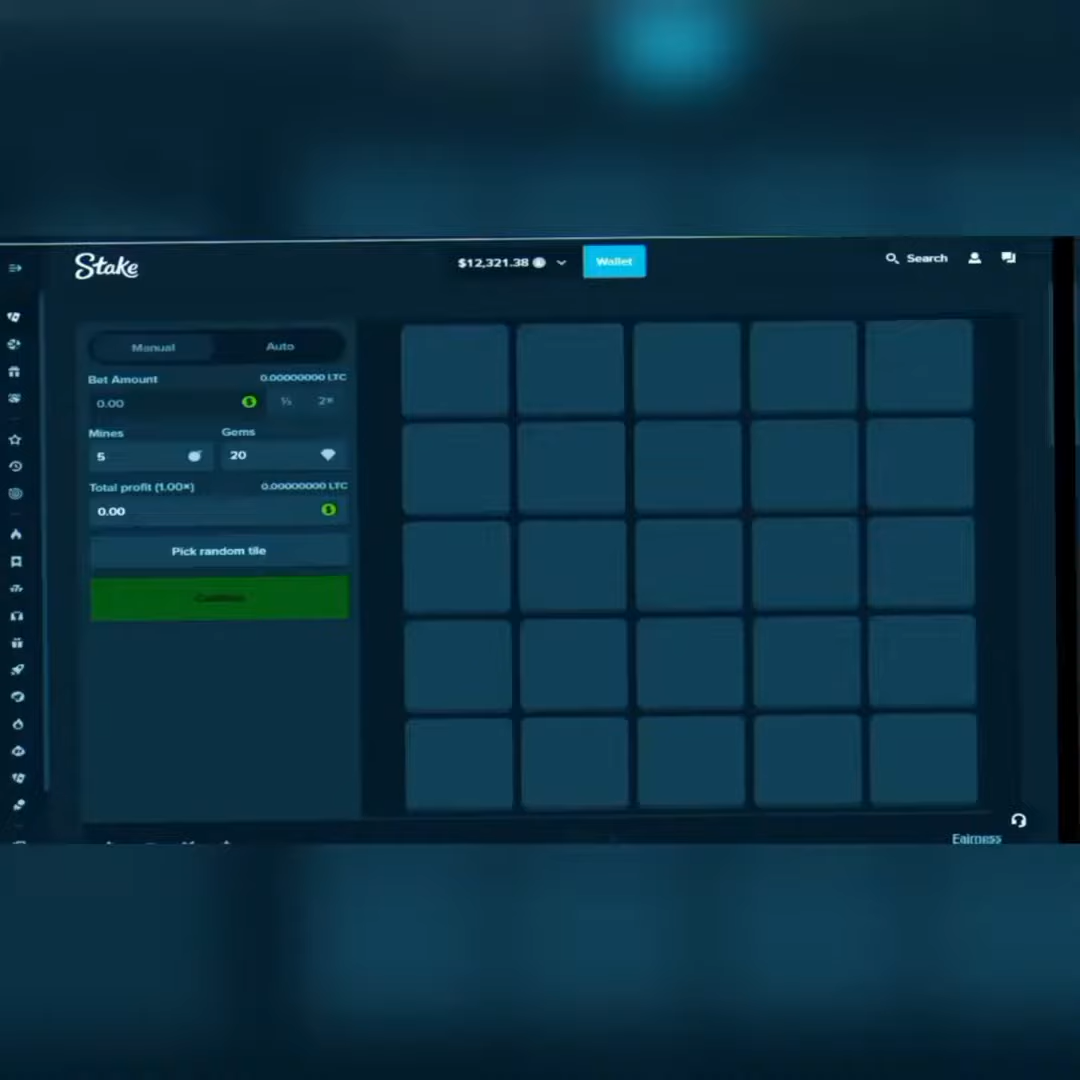 Stake
$12,321.38
Wallet
Search
Manual
Auto
Bet Amount
0.00000000 LTC
0.00
½
2×
Mines
Gems
5
20
Total profit (1.00×)
0.00000000 LTC
0.00
Pick random tile
Cashout
Fairness